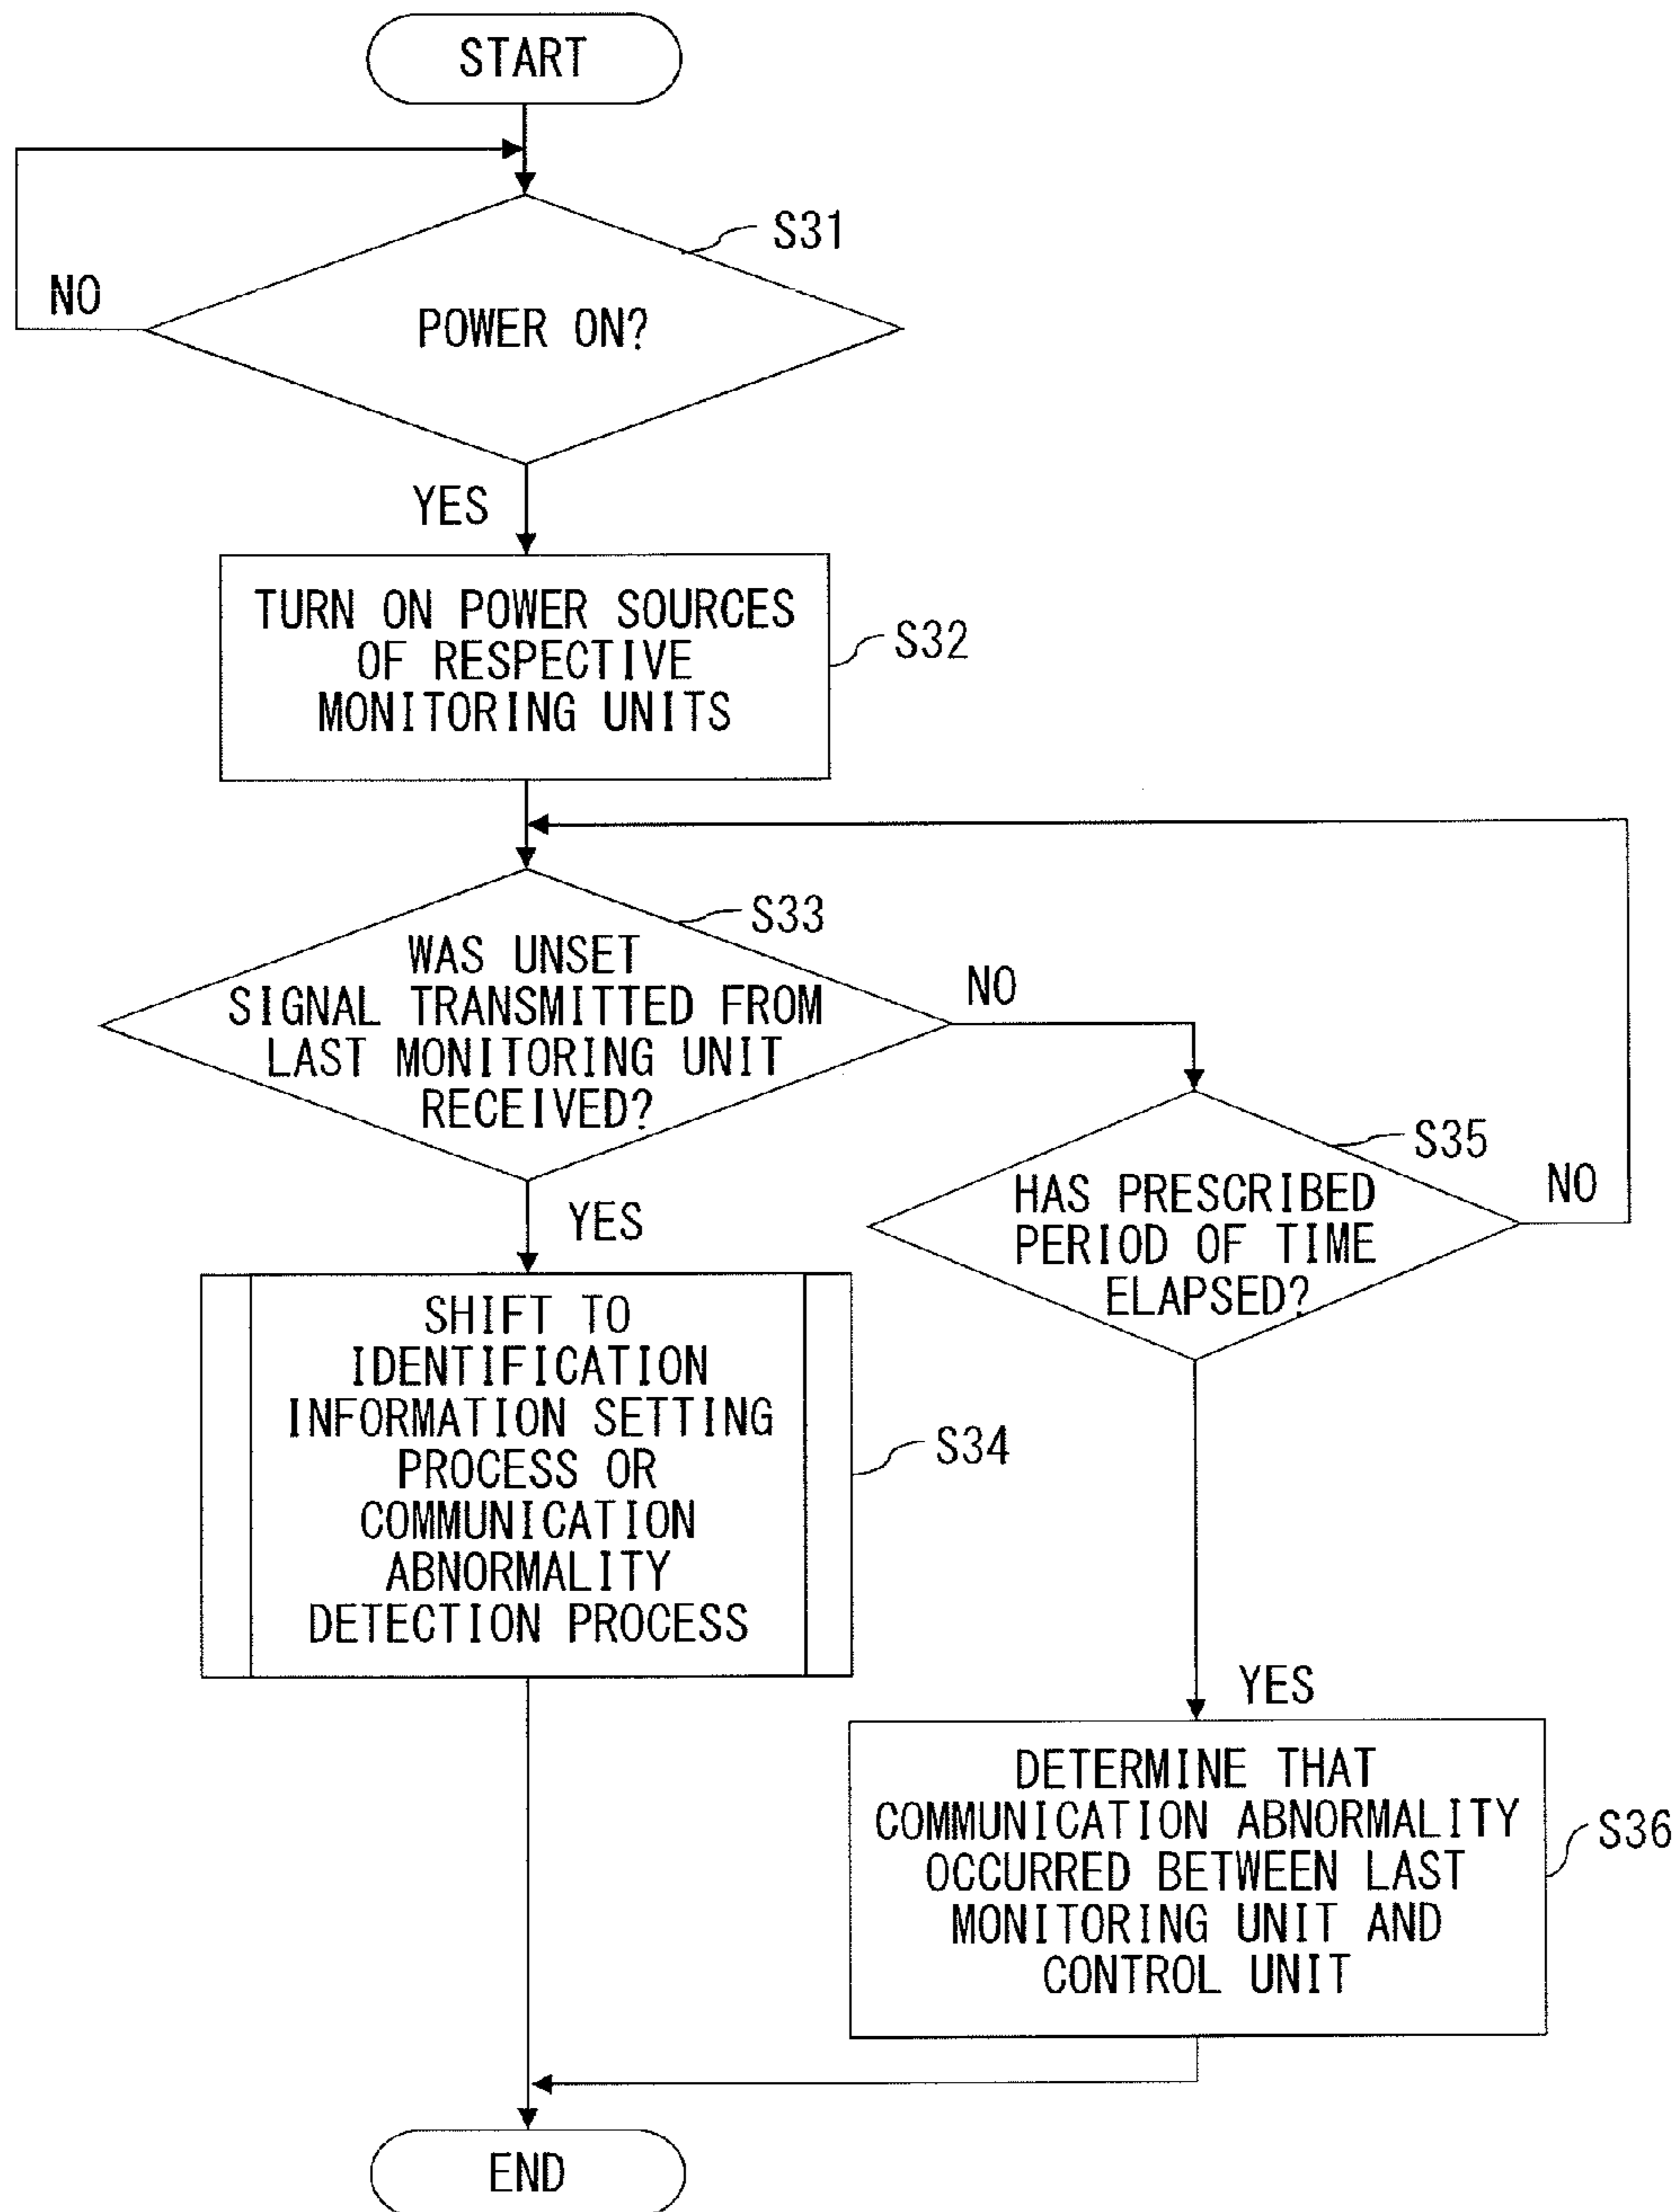 START
S31
NO
POWER ON?
YES
TURN ON POWER SOURCES
OF RESPECTIVE
MONITORING UNITS
S32
S33
WAS UNSET
SIGNAL TRANSMITTED FROM
LAST MONITORING UNIT
RECEIVED?
NO
YES
S35
HAS PRESCRIBED
PERIOD OF TIME
ELAPSED?
NO
SHIFT TO
IDENTIFICATION
INFORMATION SETTING
PROCESS OR
COMMUNICATION
ABNORMALITY
DETECTION PROCESS
S34
YES
DETERMINE THAT
COMMUNICATION ABNORMALITY
OCCURRED BETWEEN LAST
MONITORING UNIT AND
CONTROL UNIT
S36
END